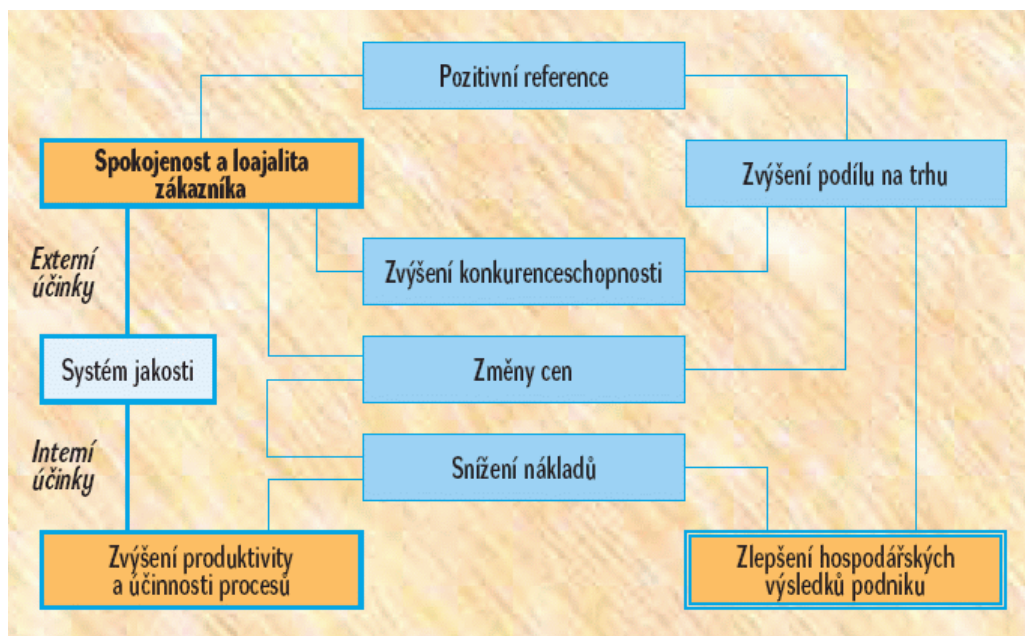 Pozitivní reference
Spokojenost a loajalita
zákazníka
Zvýšení podílu na trhu
Externí
účinky
Zvýšení konkurenceschopnosti
Systém jakosti
Změny cen
Interní
účinky
Snížení nákladů
Zvýšení produktivity
a účinnosti procesů
Zlepšení hospodářských
výsledků podniku